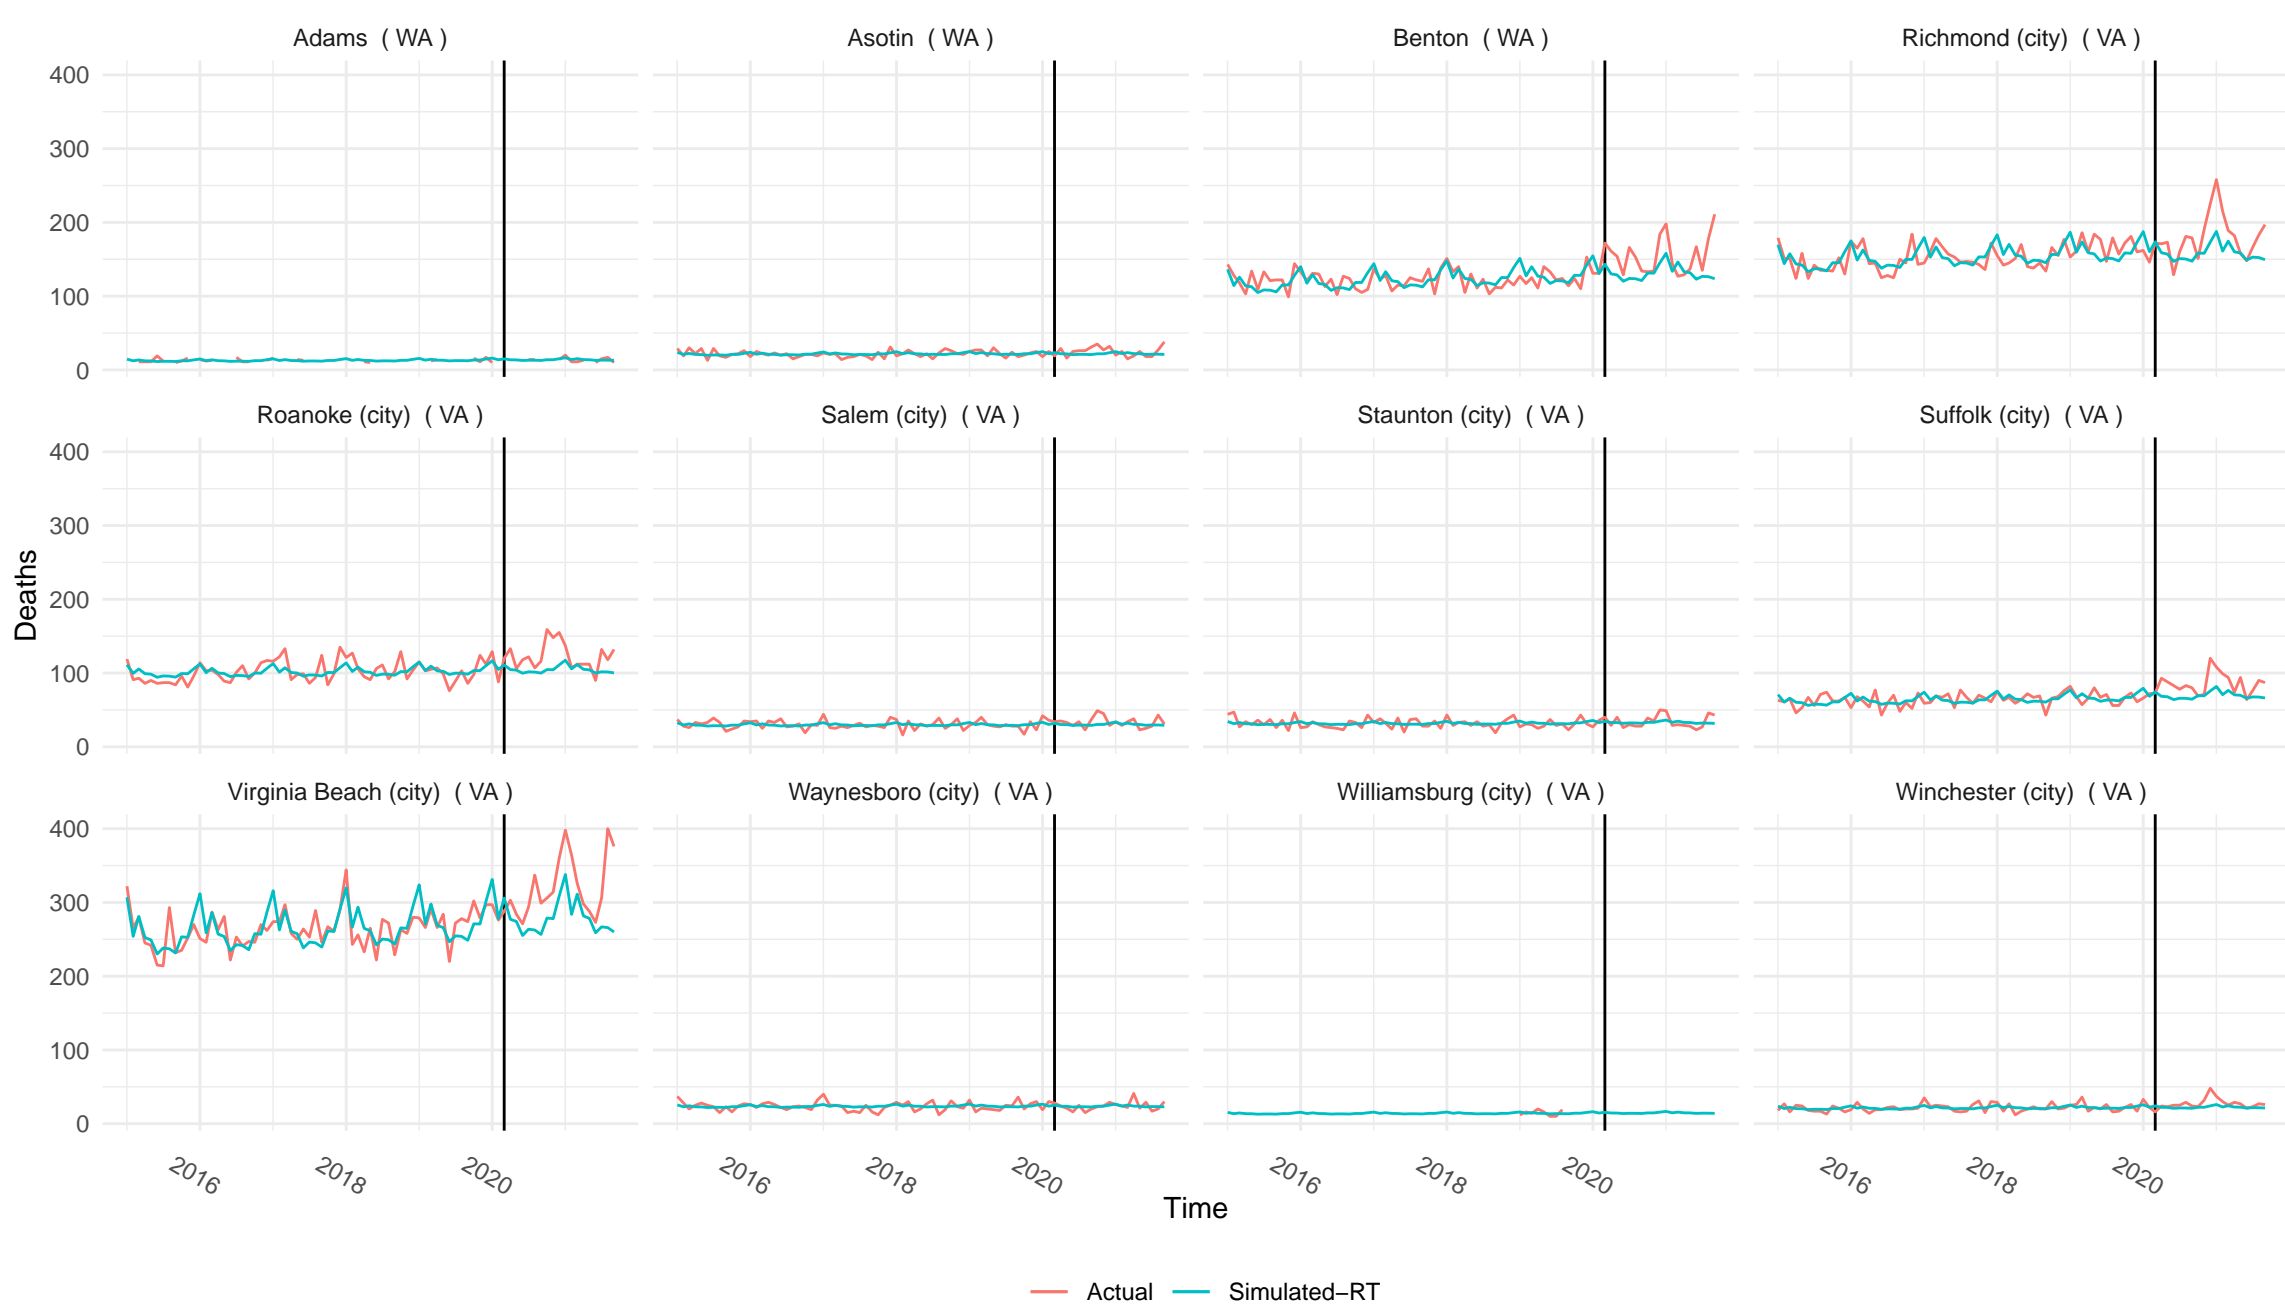 Adams  ( WA )
Asotin  ( WA )
Benton  ( WA )
Richmond (city)  ( VA )
400
300
200
100
0
Roanoke (city)  ( VA )
Salem (city)  ( VA )
Staunton (city)  ( VA )
Suffolk (city)  ( VA )
400
300
200
100
0
Deaths
Virginia Beach (city)  ( VA )
Waynesboro (city)  ( VA )
Williamsburg (city)  ( VA )
Winchester (city)  ( VA )
400
300
200
100
0
2016 2018 2020 2016 2018 2020 2016 2018 2020 2016 2018 2020
Time
Actual Simulated−RT